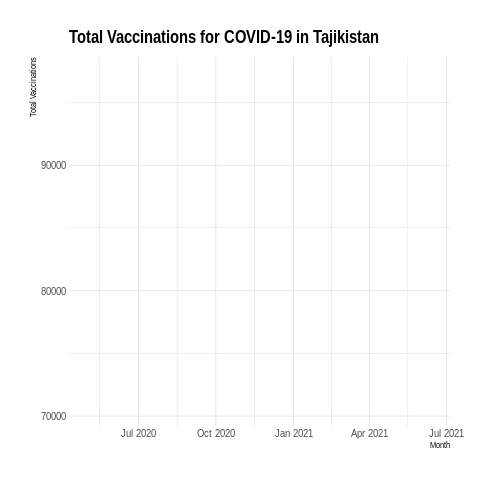 Total Vaccinations for COVID-19 in Tajikistan
Total Vaccinations
90000
80000
70000
Jul 2020 Oct 2020 Jan 2021 Apr 2021 Jul 2021
Month